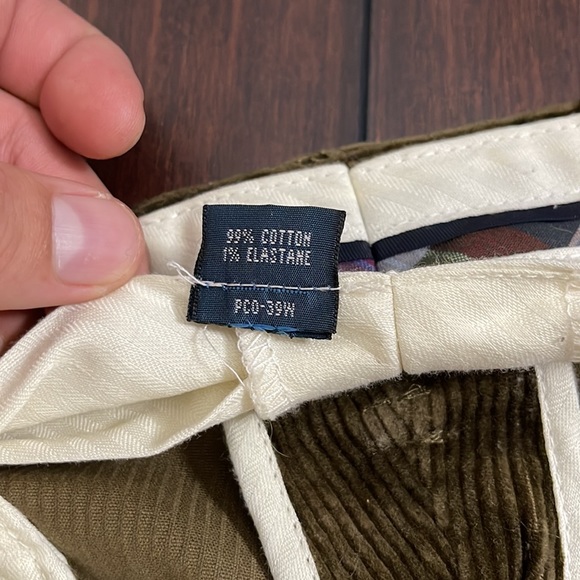 99% COTTON
1% ELASTANE
PCO-39W